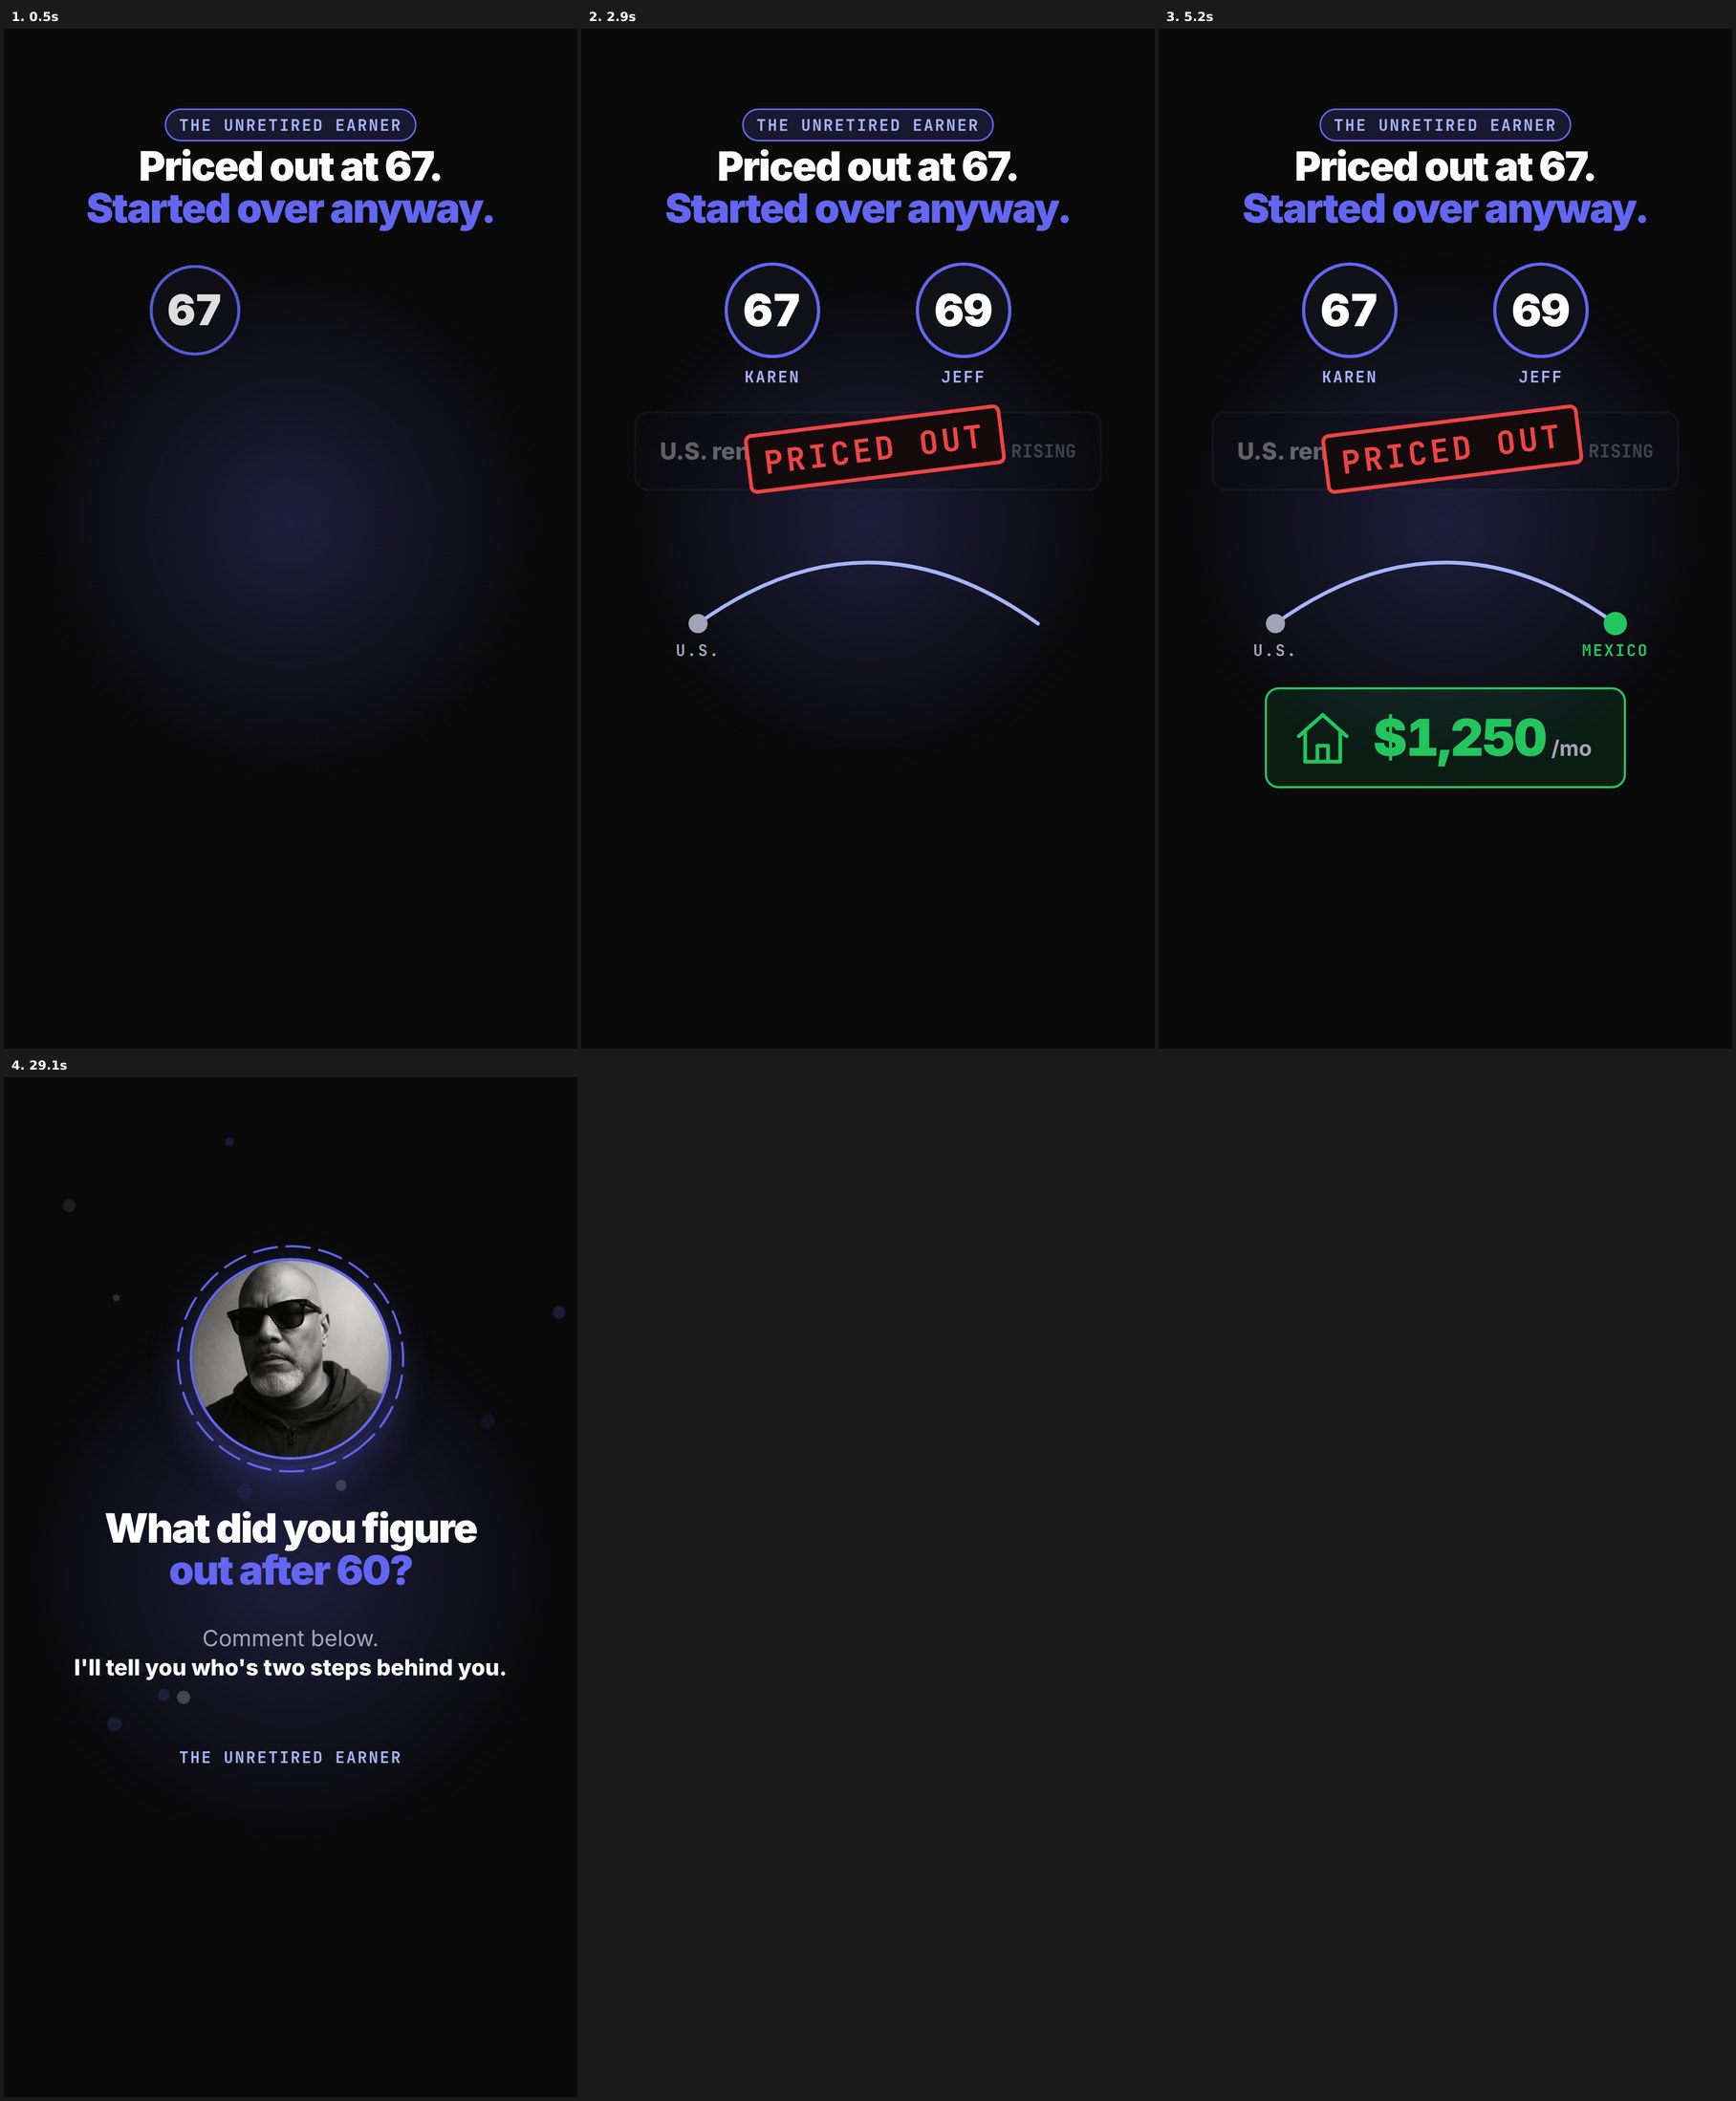 1. 0.5s
THE UNRETIRED EARNER
Priced out at 67.
Started over anyway.
67
2. 2.9s
THE UNRETIRED EARNER
Priced out at 67.
Started over anyway.
67 69
KAREN JEFF
U.S. ren PRICED OUT RISING
U.S.
3. 5.2s
THE UNRETIRED EARNER
Priced out at 67.
Started over anyway.
67 69
KAREN JEFF
U.S. ren PRICED OUT RISING
U.S. MEXICO
$1,250 /mo
4. 29.1s
What did you figure
out after 60?
Comment below.
I'll tell you who's two steps behind you.
THE UNRETIRED EARNER